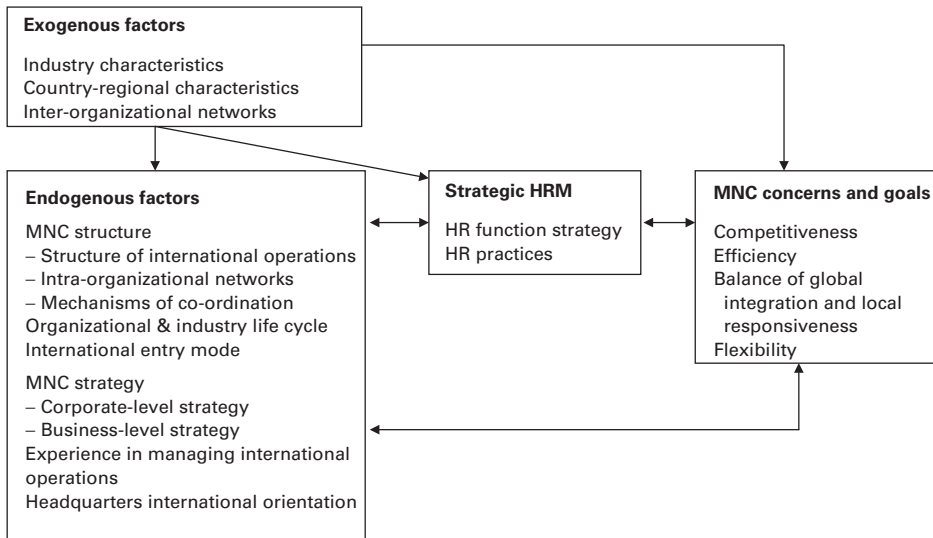 Exogenous factors
Industry characteristics
Country-regional characteristics
Inter-organizational networks
Endogenous factors
MNC structure
– Structure of international operations
– Intra-organizational networks
– Mechanisms of co-ordination
Organizational & industry life cycle
International entry mode
MNC strategy
– Corporate-level strategy
– Business-level strategy
Experience in managing international
operations
Headquarters international orientation
Strategic HRM
HR function strategy
HR practices
MNC concerns and goals
Competitiveness
Efficiency
Balance of global
integration and local
responsiveness
Flexibility